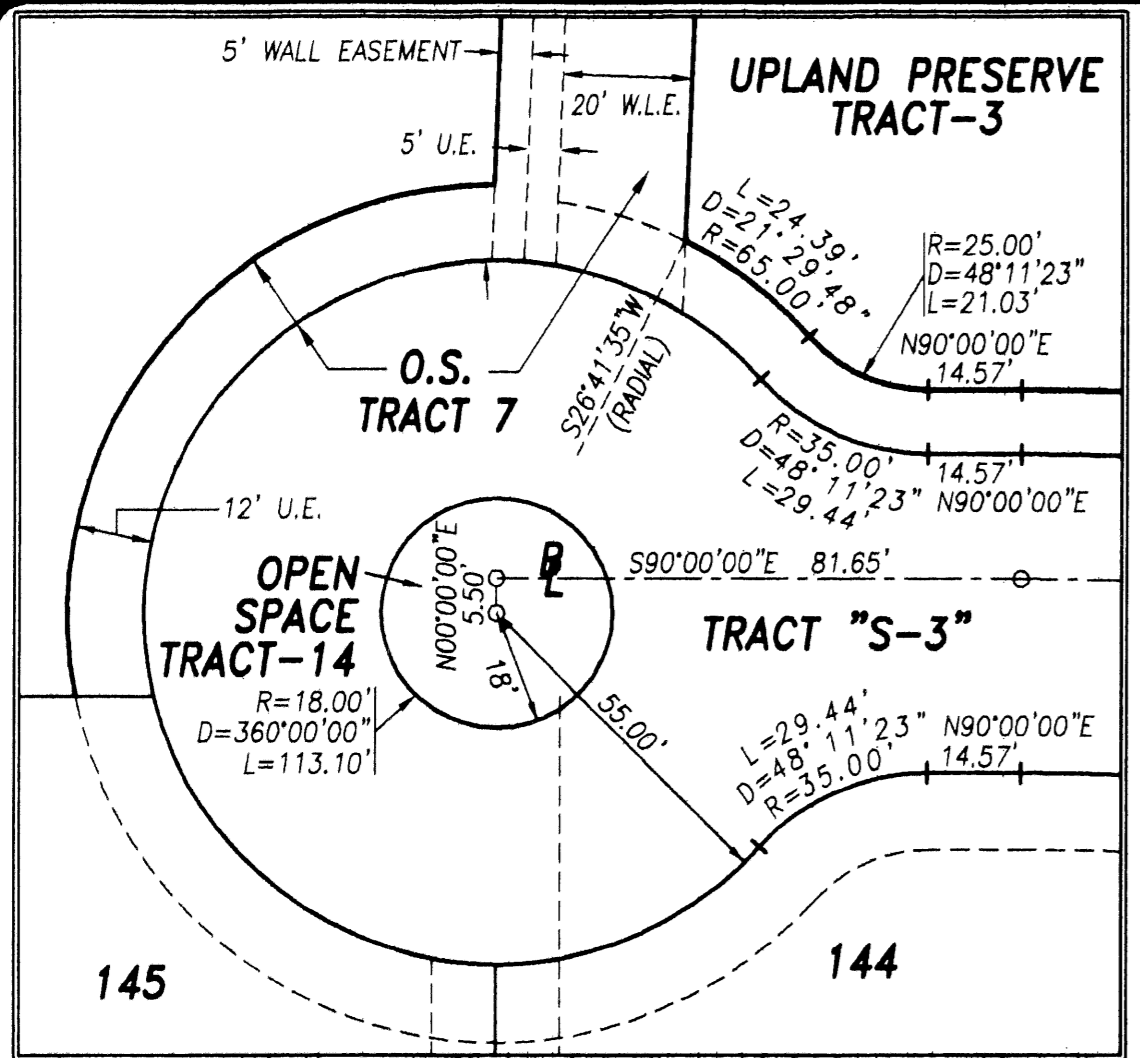 5' WALL EASEMENT
UPLAND PRESERVE
TRACT-3
20' W.L.E.
5' U.E.
L=24.39'
D=21°29'48"
R=65.00'
R=25.00'
D=48°11'23"
L=21.03'
N90°00'00"E
14.57'
S26°41'35"W
(RADIAL)
O.S.
TRACT 7
R=35.00'
D=48°11'23"
L=29.44'
14.57'
N90°00'00"E
12' U.E.
OPEN
SPACE
TRACT-14
N00°00'00"E
5.50'
S90°00'00"E 81.65'
TRACT "S-3"
18'
55.00'
R=18.00'
D=360°00'00"
L=113.10'
L=29.44'
D=48°11'23"
R=35.00'
N90°00'00"E
14.57'
145
144